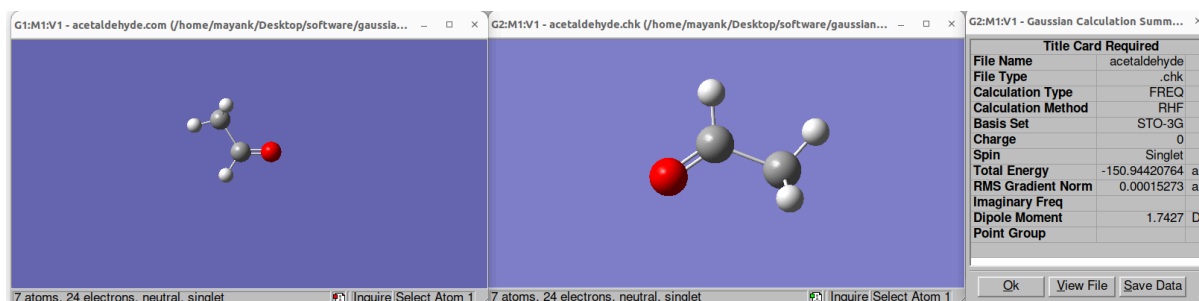 G1:M1:V1 - acetaldehyde.com (/home/mayank/Desktop/software/gaussia...
7 atoms, 24 electrons, neutral, singlet
Inquire Select Atom 1
G2:M1:V1 - acetaldehyde.chk (/home/mayank/Desktop/software/gaussian...
7 atoms, 24 electrons, neutral, singlet
Inquire Select Atom 1
G2:M1:V1 - Gaussian Calculation Summ...
Title Card Required
File Name acetaldehyde
File Type .chk
Calculation Type FREQ
Calculation Method RHF
Basis Set STO-3G
Charge 0
Spin Singlet
Total Energy -150.94420764 a
RMS Gradient Norm 0.00015273 a
Imaginary Freq
Dipole Moment 1.7427 D
Point Group
Ok View File Save Data